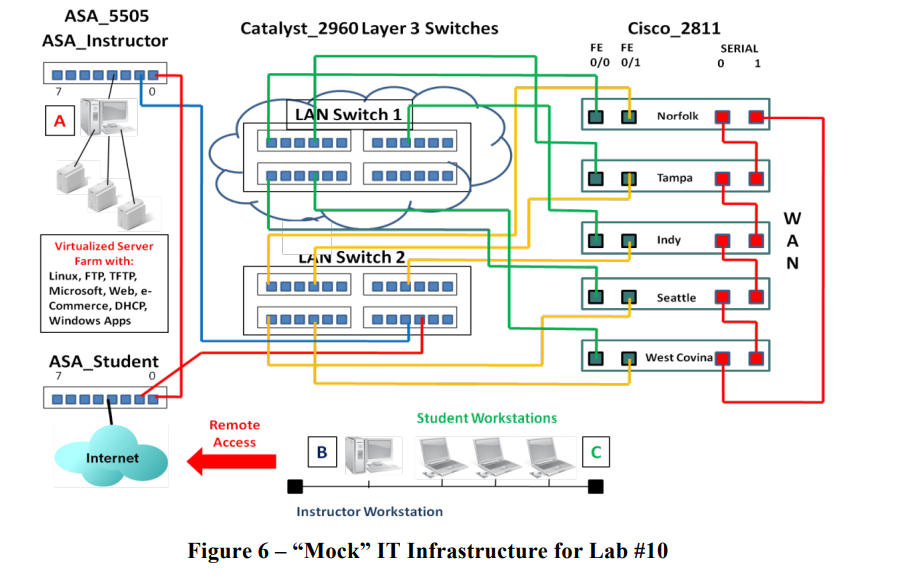 ASA_5505
ASA_Instructor
Catalyst_2960 Layer 3 Switches
Cisco_2811
FE
0/0
FE
0/1
SERIAL
0 1
7 0
A
LAN Switch 1
Norfolk
Tampa
Indy
Seattle
West Covina
WAN
Virtualized Server
Farm with:
Linux, FTP, TFTP,
Microsoft, Web, e-
Commerce, DHCP,
Windows Apps
LAN Switch 2
ASA_Student
7 0
Internet
Remote
Access
Student Workstations
B
C
Instructor Workstation
Figure 6 – “Mock” IT Infrastructure for Lab #10